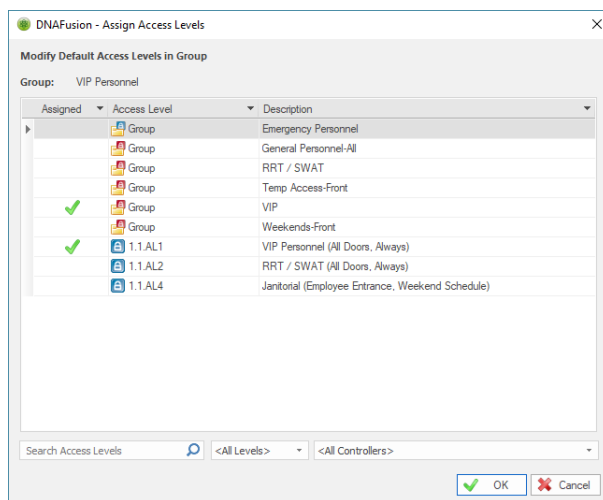 DNAFusion - Assign Access Levels
Modify Default Access Levels in Group
Group: VIP Personnel
Assigned Access Level Description
Group Emergency Personnel
Group General Personnel-All
Group RRT / SWAT
Group Temp Access-Front
Group VIP
Group Weekends-Front
1.1.AL1 VIP Personnel (All Doors, Always)
1.1.AL2 RRT / SWAT (All Doors, Always)
1.1.AL4 Janitorial (Employee Entrance, Weekend Schedule)
Search Access Levels <All Levels> <All Controllers>
OK Cancel